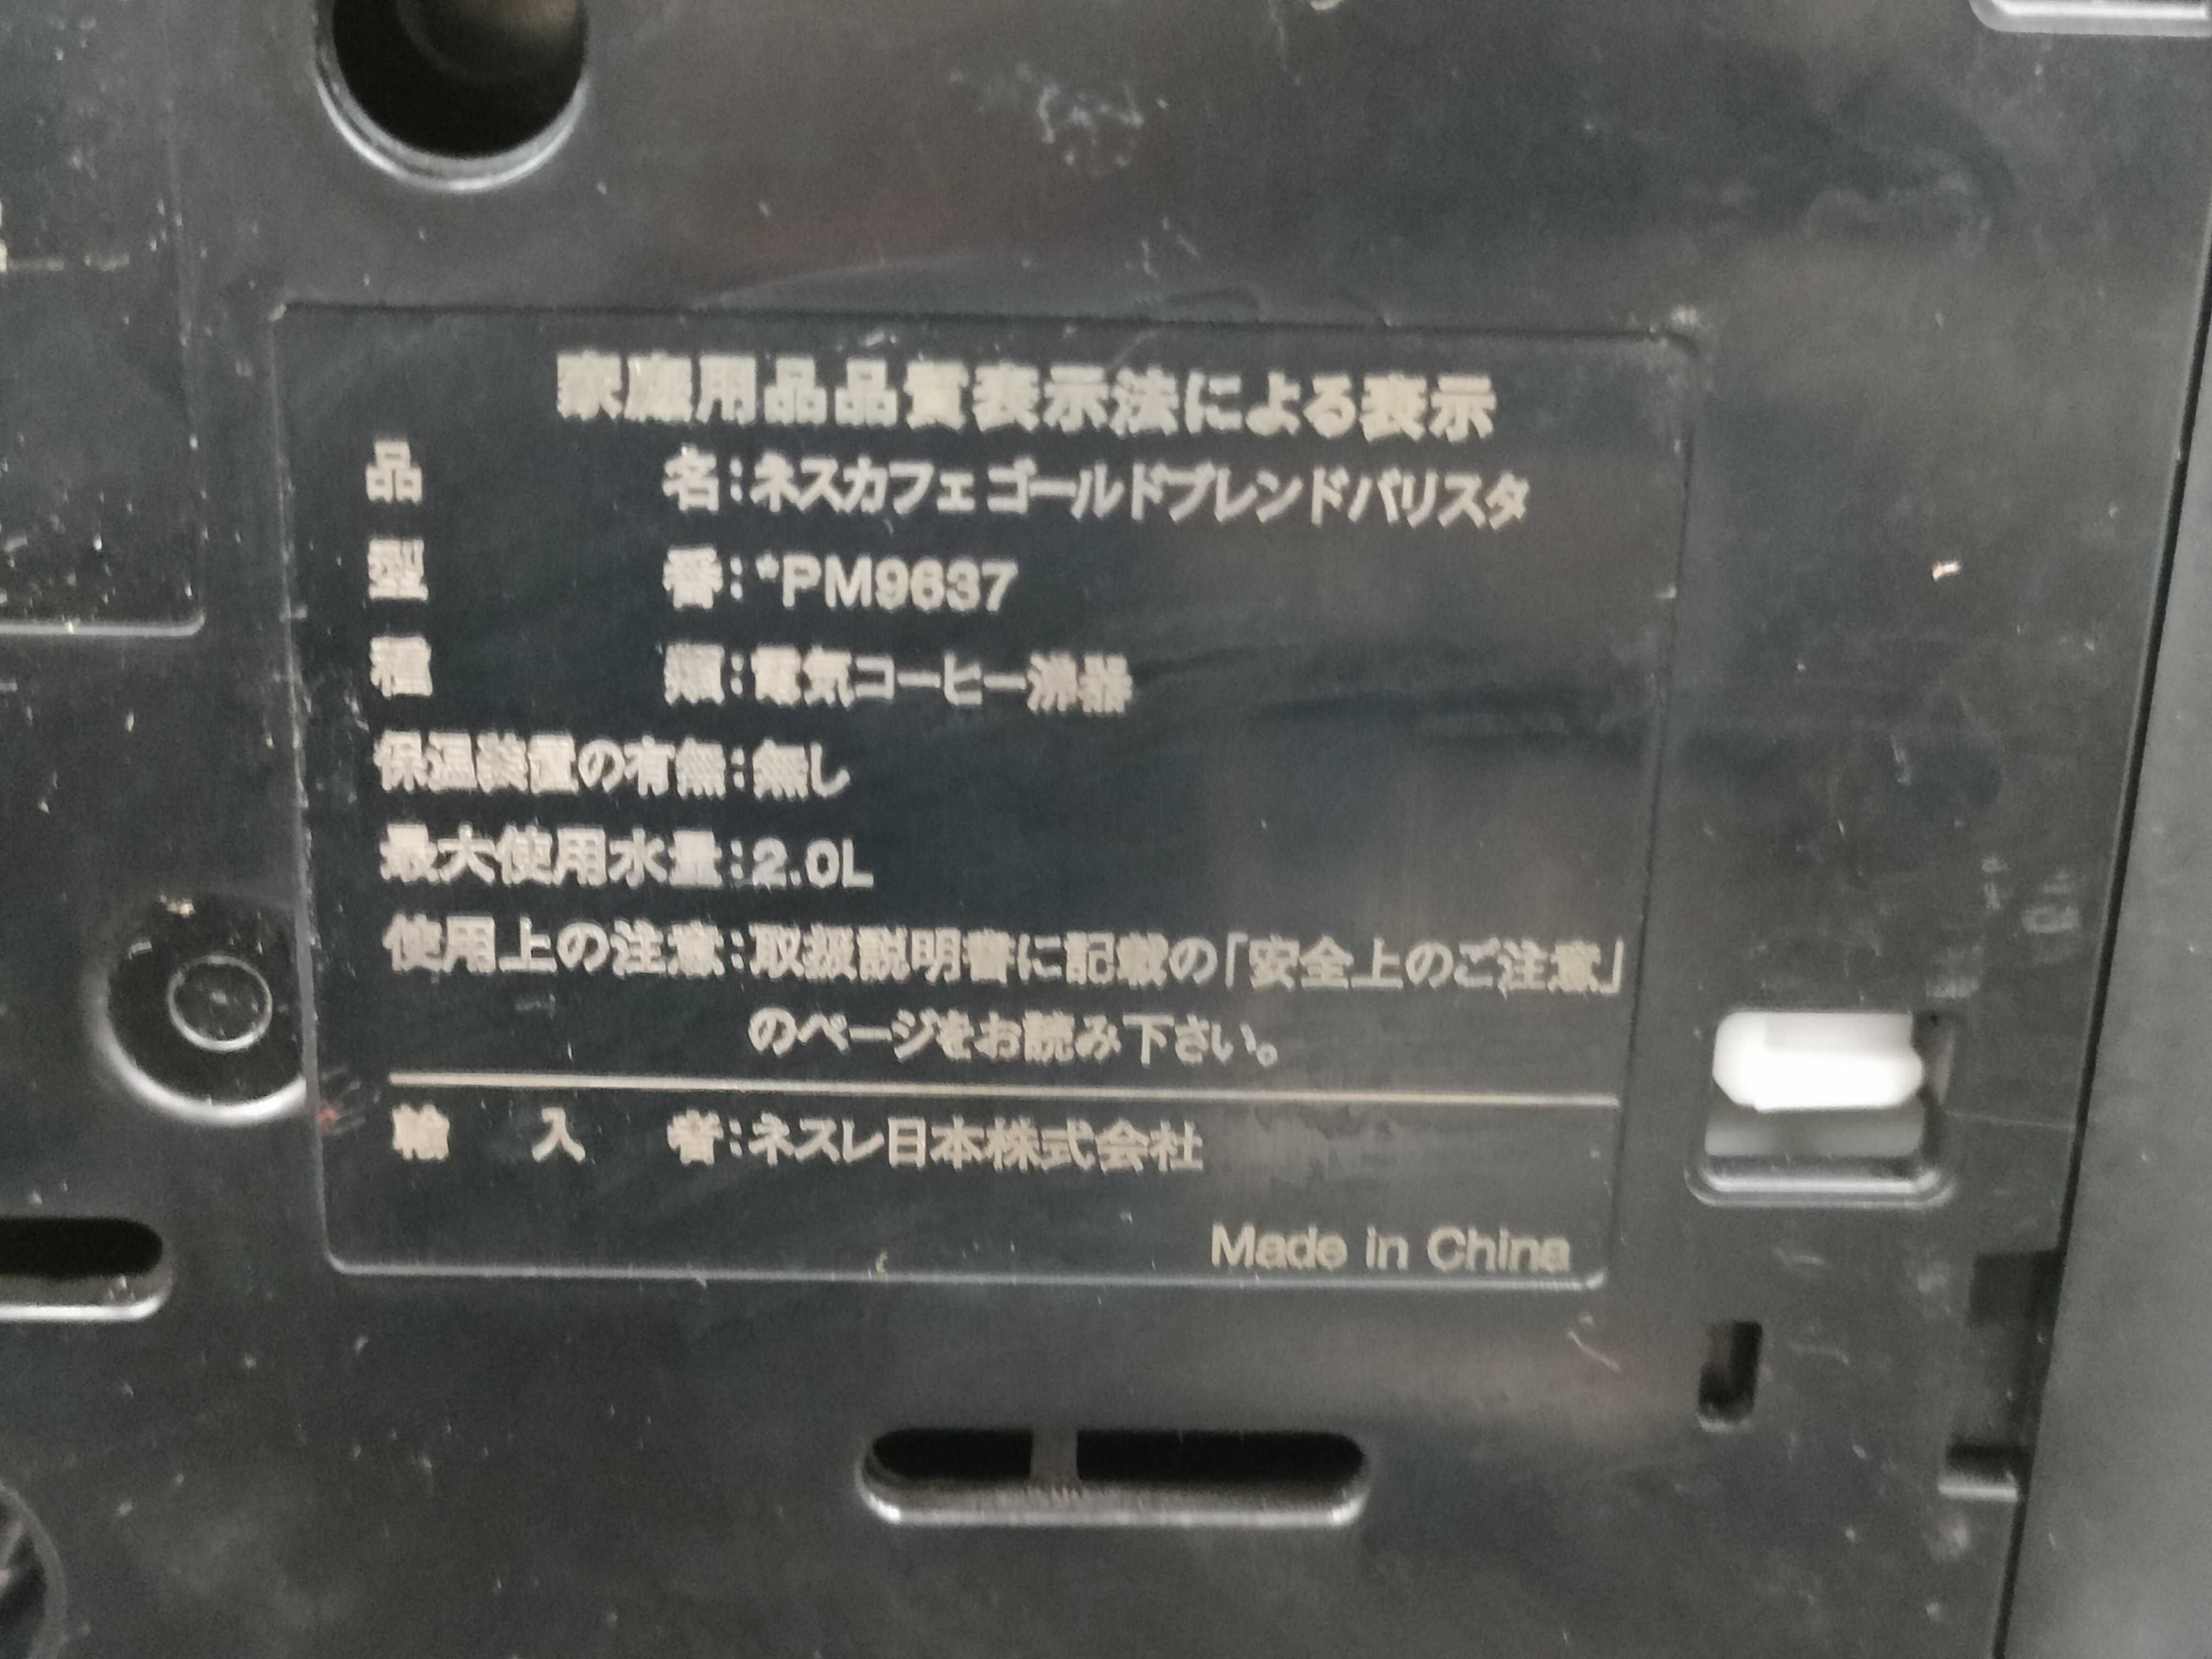 家庭用品品質表示法による表示
品名:ネスカフェ ゴールドブレンドバリスタ
型番:*PM9637
種類:電気コーヒー沸器
保温装置の有無:無し
最大使用水量:2.0L
使用上の注意:取扱説明書に記載の「安全上のご注意」
のページをお読み下さい。
輸入者:ネスレ日本株式会社
Made in China